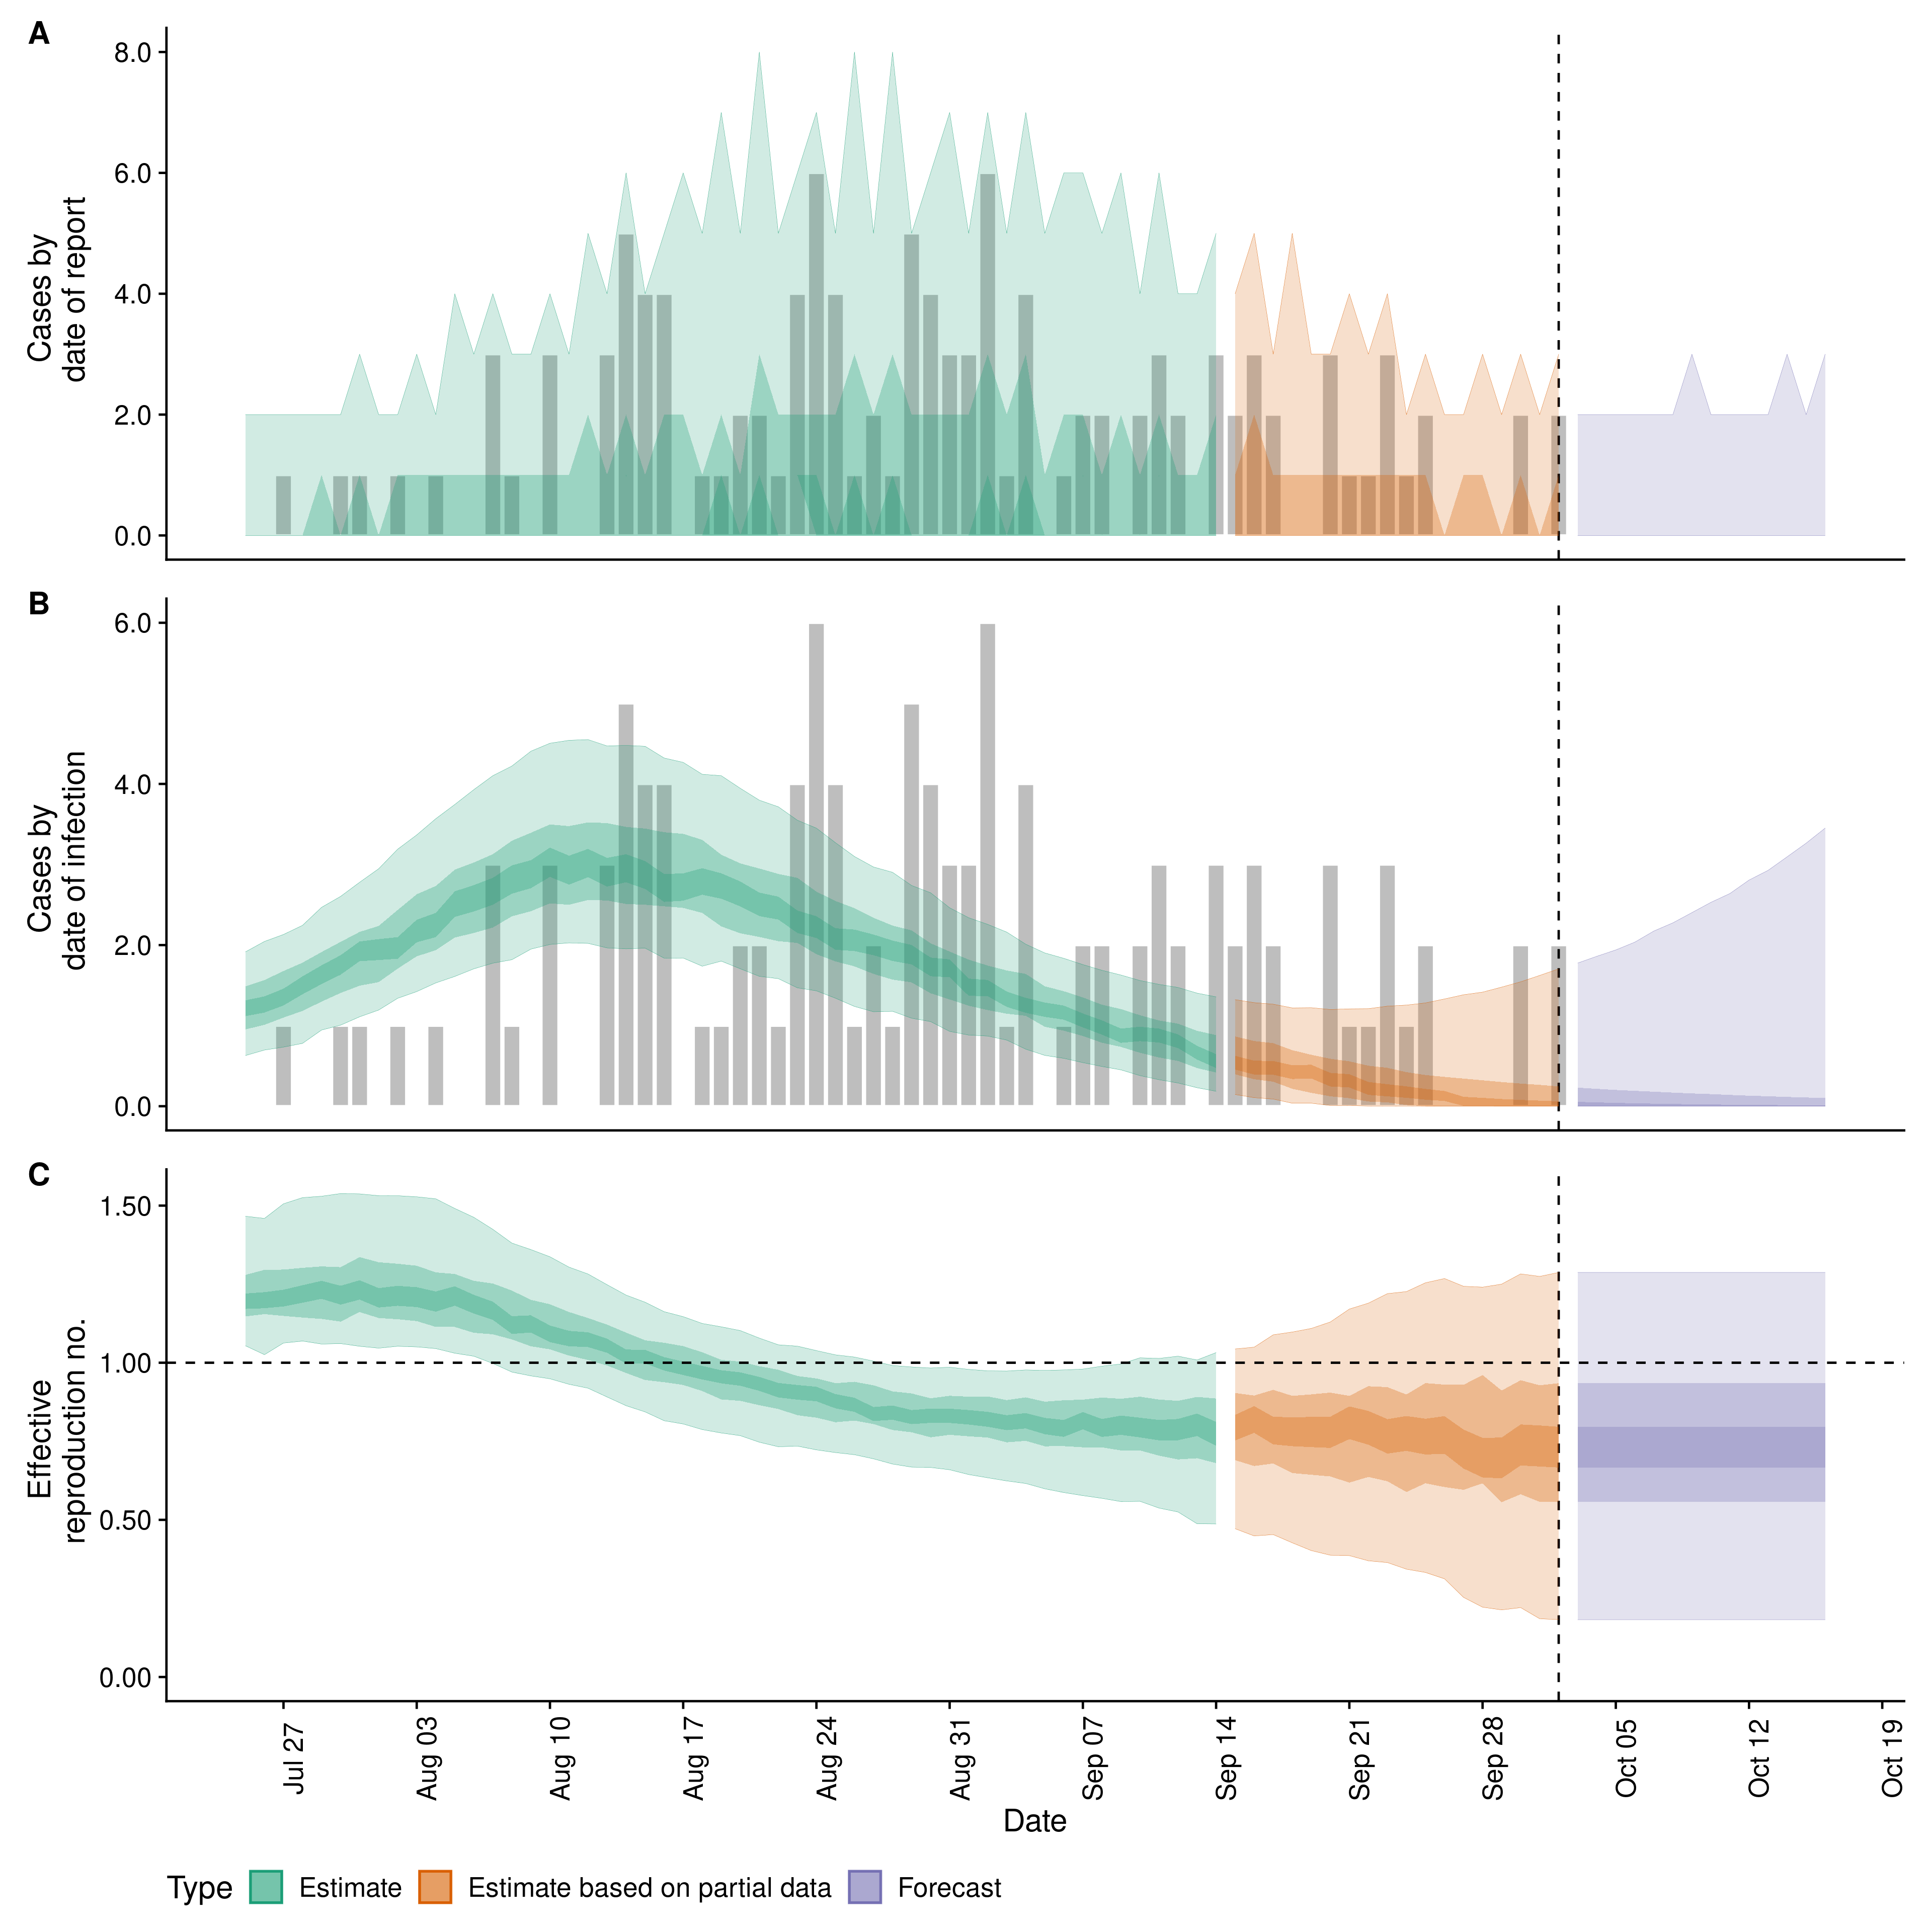 A
8.0
6.0
4.0
2.0
0.0
Cases by
date of report
B
6.0
4.0
2.0
0.0
Cases by
date of infection
C
1.50
1.00
0.50
0.00
Effective
reproduction no.
Jul 27
Aug 03
Aug 10
Aug 17
Aug 24
Aug 31
Sep 07
Sep 14
Sep 21
Sep 28
Oct 05
Oct 12
Oct 19
Date
Type Estimate Estimate based on partial data Forecast